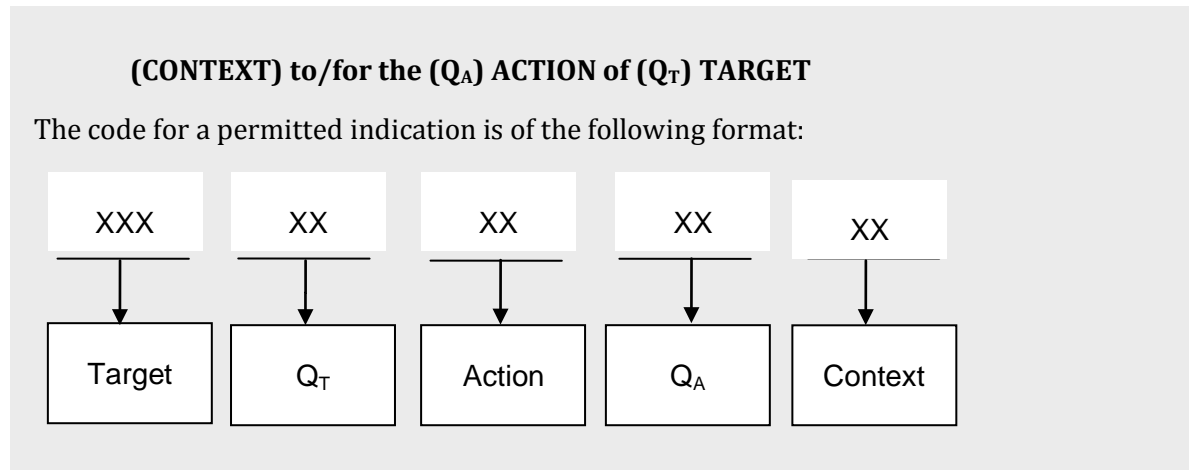 (CONTEXT) to/for the (QA) ACTION of (QT) TARGET
The code for a permitted indication is of the following format:
XXX XX XX XX XX
Target QT Action QA Context